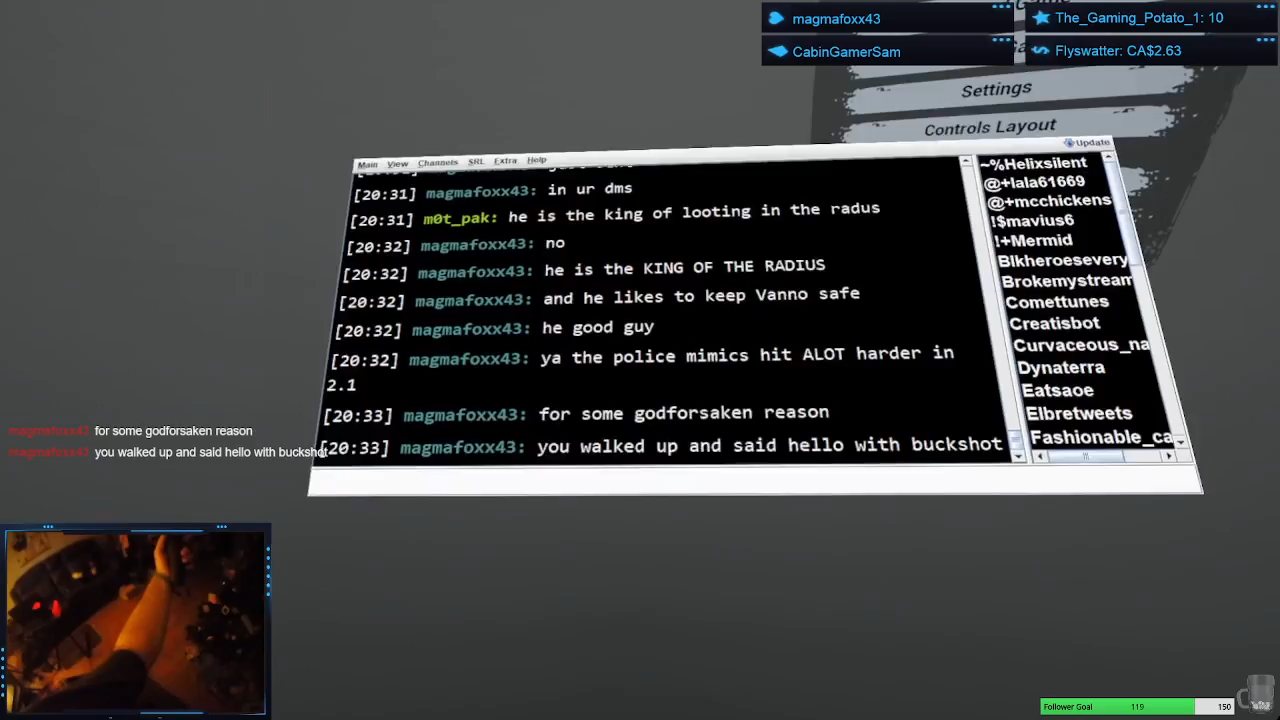 magmafoxx43
The_Gaming_Potato_1: 10
CabinGamerSam
Flyswatter: CA$2.63
Settings
Controls Layout
Update
Main View Channels SRL Extra Help
[20:31] magmafoxx43: in ur dms
[20:31] m0t_pak: he is the king of looting in the radus
[20:32] magmafoxx43: no
[20:32] magmafoxx43: he is the KING OF THE RADIUS
[20:32] magmafoxx43: and he likes to keep Vanno safe
[20:32] magmafoxx43: he good guy
[20:32] magmafoxx43: ya the police mimics hit ALOT harder in
2.1
[20:33] magmafoxx43: for some godforsaken reason
[20:33] magmafoxx43: you walked up and said hello with buckshot
~%Helixsilent
@+lala61669
@+mcchickens
!$mavius6
!+Mermid
Blkheroesevery
Brokemystream
Comettunes
Creatisbot
Curvaceous_na
Dynaterra
Eatsaoe
Elbretweets
Fashionable_ca
magmafoxx43 for some godforsaken reason
magmafoxx43 you walked up and said hello with buckshot
Follower Goal 119 150